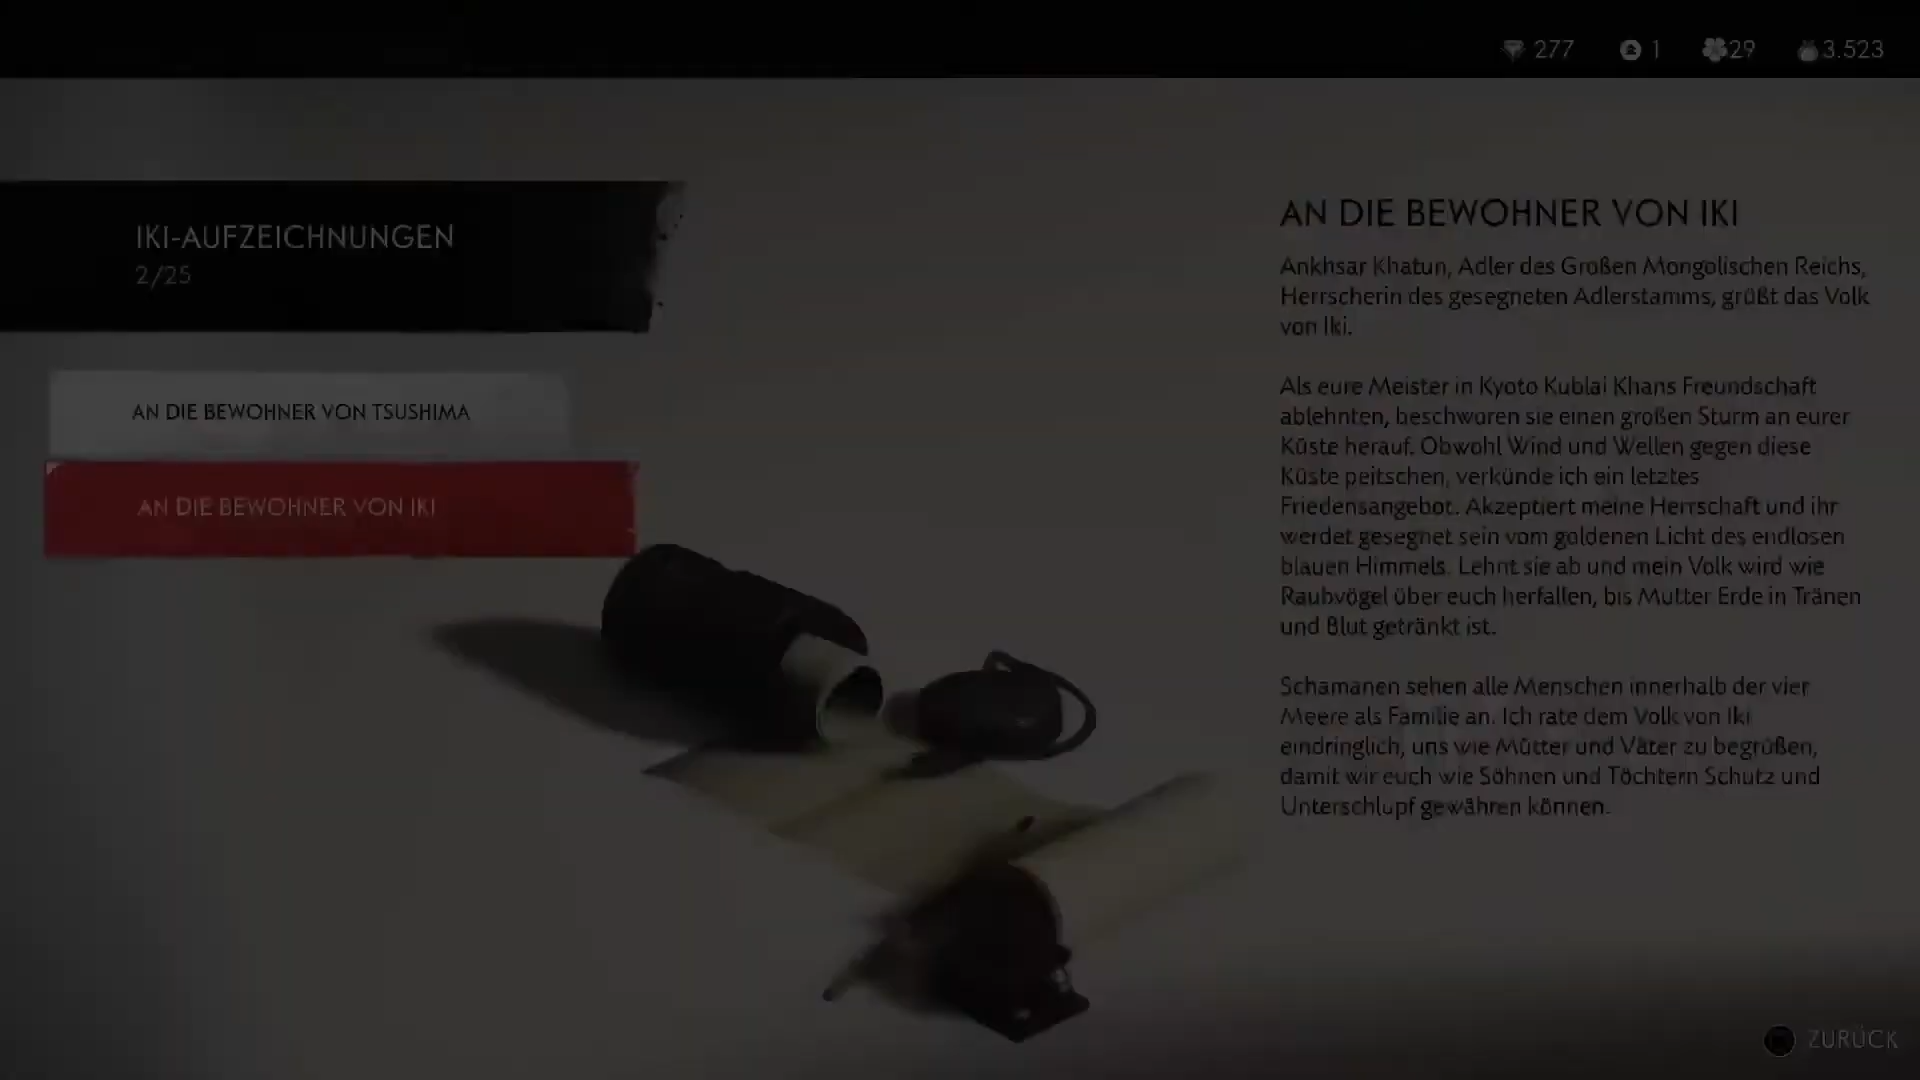 277 1 29 3.523
IKI-AUFZEICHNUNGEN
2/25
AN DIE BEWOHNER VON TSUSHIMA
AN DIE BEWOHNER VON IKI
AN DIE BEWOHNER VON IKI
Ankhsar Khatun, Adler des Großen Mongolischen Reichs,
Herrscherin des gesegneten Adlerstamms, grüßt das Volk
von Iki.
Als eure Meister in Kyoto Kublai Khans Freundschaft
ablehnten, beschworen sie einen großen Sturm an eurer
Küste herauf. Obwohl Wind und Wellen gegen diese
Küste peitschen, verkünde ich ein letztes
Friedensangebot. Akzeptiert meine Herrschaft und ihr
werdet gesegnet sein vom goldenen Licht des endlosen
blauen Himmels. Lehnt sie ab und mein Volk wird wie
Raubvögel über euch herfallen, bis Mutter Erde in Tränen
und Blut getränkt ist.
Schamanen sehen alle Menschen innerhalb der vier
Meere als Familie an. Ich rate dem Volk von Iki
eindringlich, uns wie Mütter und Väter zu begrüßen,
damit wir euch wie Söhnen und Töchtern Schutz und
Unterschlupf gewähren können.
ZURÜCK